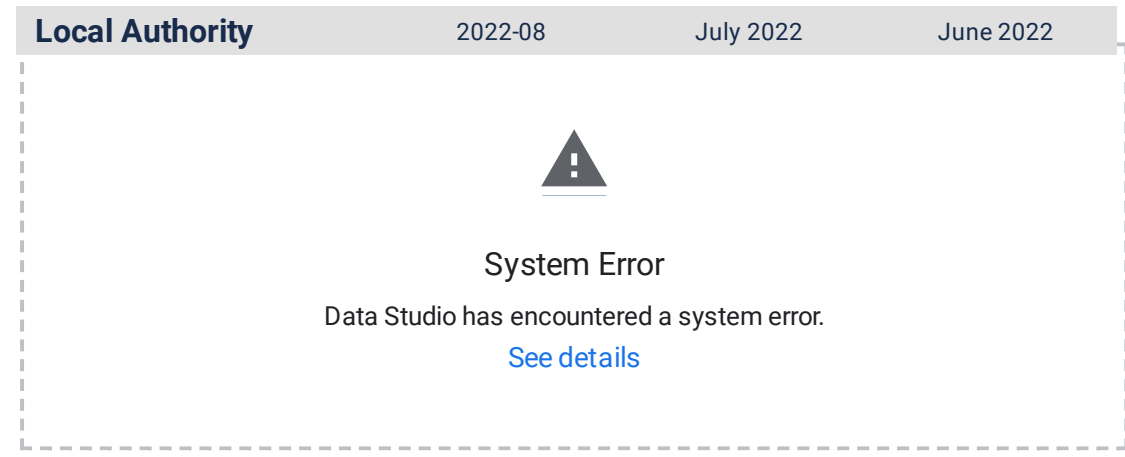 Local Authority 2022-08 July 2022 June 2022
System Error
Data Studio has encountered a system error.
See details